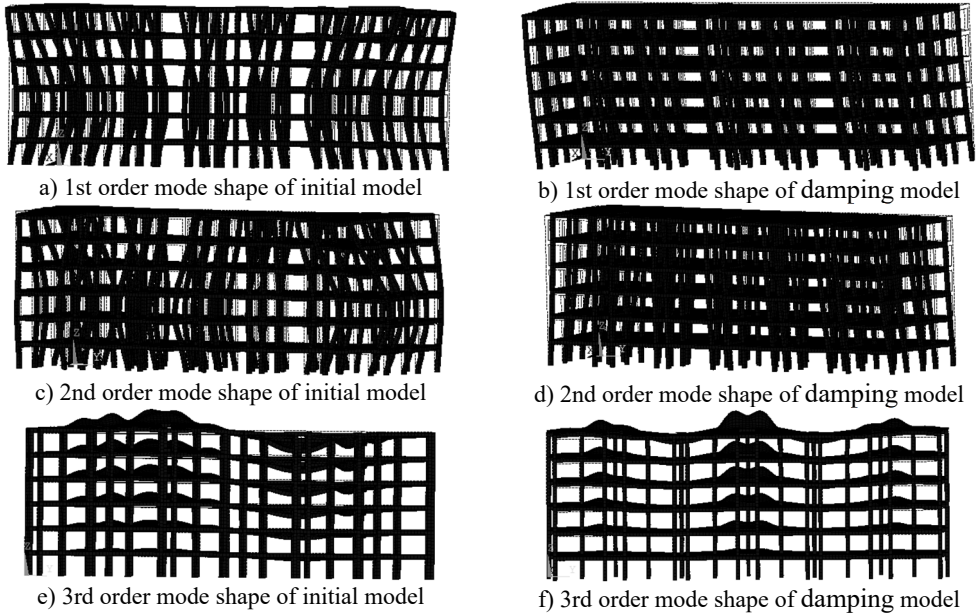 a) 1st order mode shape of initial model
b) 1st order mode shape of damping model
c) 2nd order mode shape of initial model
d) 2nd order mode shape of damping model
e) 3rd order mode shape of initial model
f) 3rd order mode shape of damping model